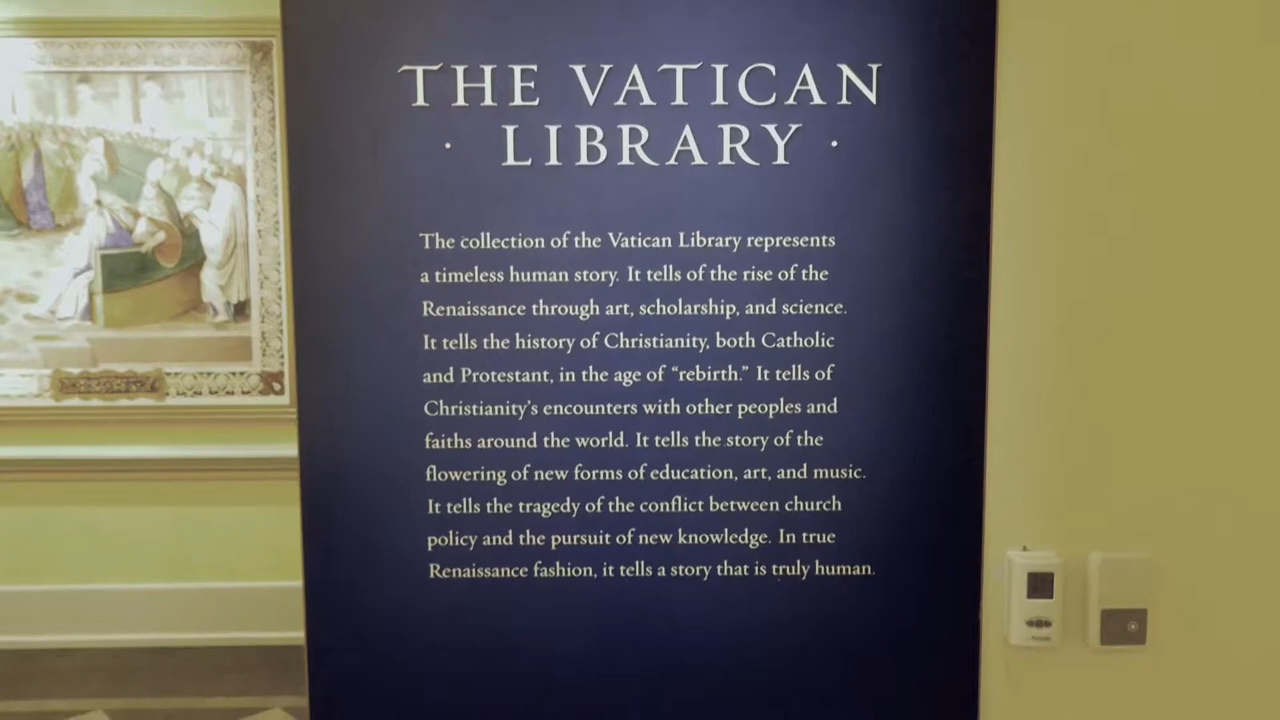 THE VATICAN
· LIBRARY ·
The collection of the Vatican Library represents
a timeless human story. It tells of the rise of the
Renaissance through art, scholarship, and science.
It tells the history of Christianity, both Catholic
and Protestant, in the age of “rebirth.” It tells of
Christianity’s encounters with other peoples and
faiths around the world. It tells the story of the
flowering of new forms of education, art, and music.
It tells the tragedy of the conflict between church
policy and the pursuit of new knowledge. In true
Renaissance fashion, it tells a story that is truly human.